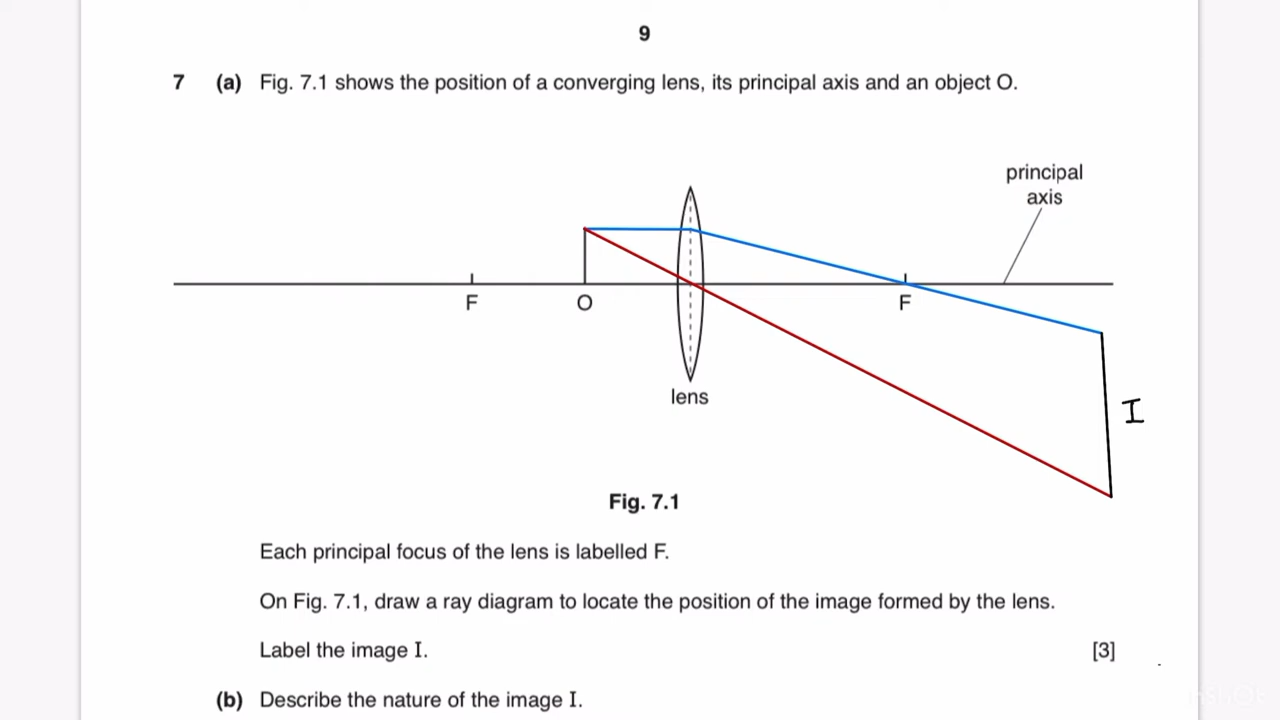 9
7 (a) Fig. 7.1 shows the position of a converging lens, its principal axis and an object O.
principal
axis
F O F
lens
I
Fig. 7.1
Each principal focus of the lens is labelled F.
On Fig. 7.1, draw a ray diagram to locate the position of the image formed by the lens.
Label the image I. [3]
(b) Describe the nature of the image I.